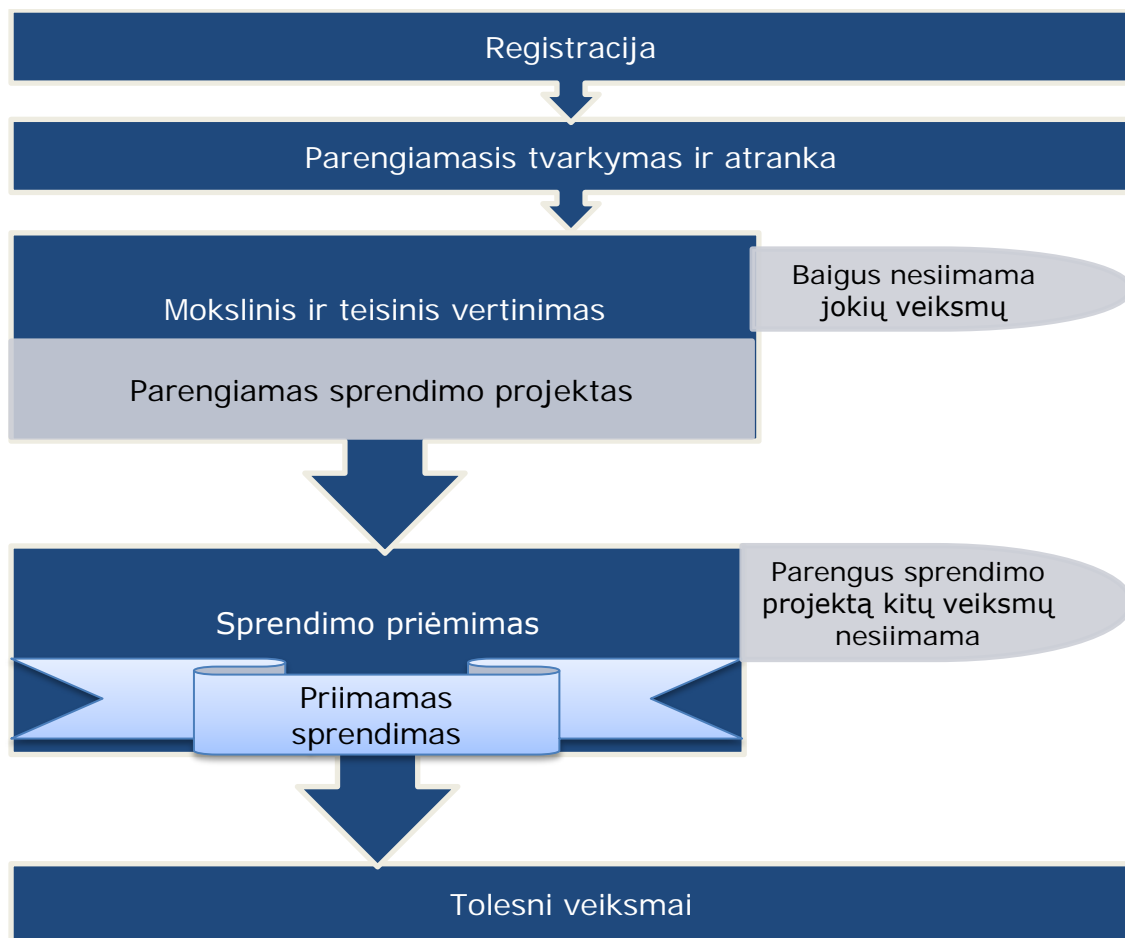 Registracija
Parengiamasis tvarkymas ir atranka
Mokslinis ir teisinis vertinimas
Baigus nesiimama
jokių veiksmų
Parengiamas sprendimo projektas
Sprendimo priėmimas
Parengus sprendimo
projektą kitų veiksmų
nesiimama
Priimamas
sprendimas
Tolesni veiksmai